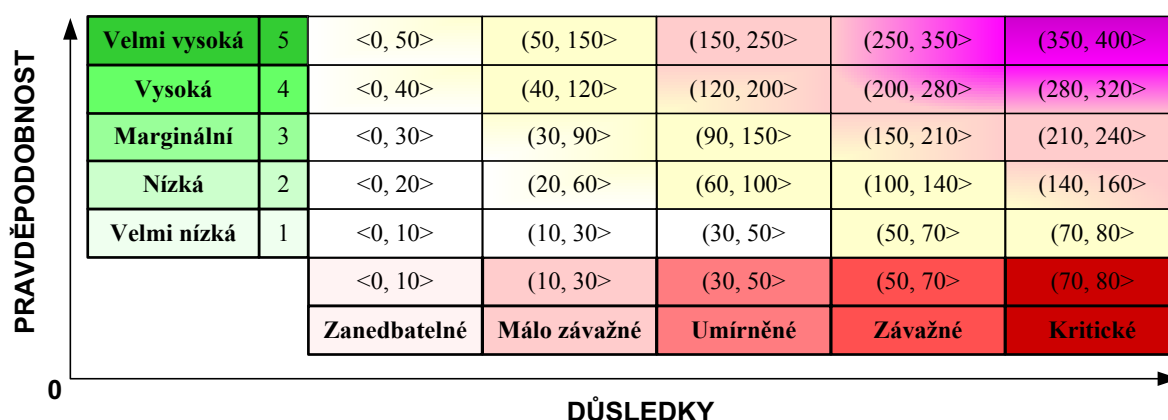 PRAVDĚPODOBNOST
Velmi vysoká 5 <0, 50> (50, 150> (150, 250> (250, 350> (350, 400>
Vysoká 4 <0, 40> (40, 120> (120, 200> (200, 280> (280, 320>
Marginální 3 <0, 30> (30, 90> (90, 150> (150, 210> (210, 240>
Nízká 2 <0, 20> (20, 60> (60, 100> (100, 140> (140, 160>
Velmi nízká 1 <0, 10> (10, 30> (30, 50> (50, 70> (70, 80>
<0, 10> (10, 30> (30, 50> (50, 70> (70, 80>
Zanedbatelné Málo závažné Umírněné Závažné Kritické
0
DŮSLEDKY